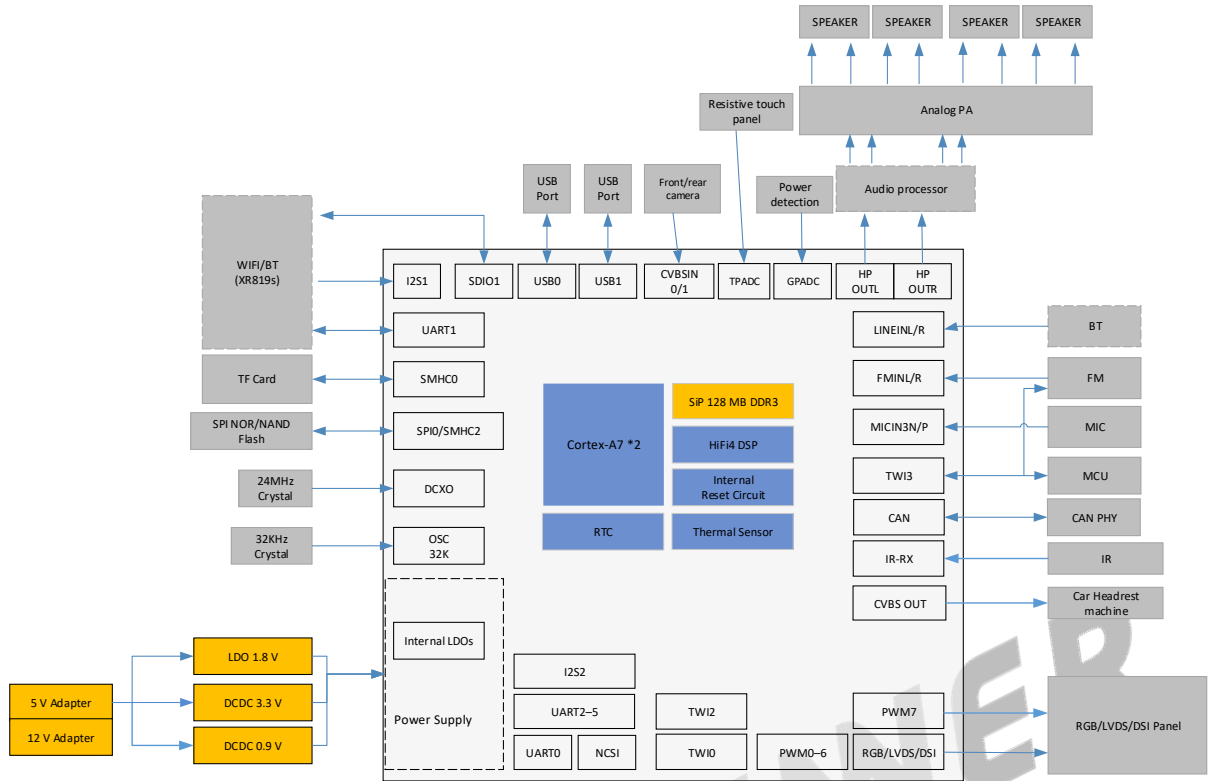 SPEAKER
SPEAKER
SPEAKER
SPEAKER
Analog PA
Resistive touch
panel
USB
Port
USB
Port
Front/rear
camera
Power
detection
Audio processor
WIFI/BT
(XR819s)
I2S1
SDIO1
USB0
USB1
CVBSIN
0/1
TPADC
GPADC
HP
OUTL
HP
OUTR
UART1
LINEINL/R
BT
TF Card
SMHC0
FMINL/R
FM
SPI NOR/NAND
Flash
SPI0/SMHC2
Cortex-A7 *2
SiP 128 MB DDR3
HiFi4 DSP
Internal
Reset Circuit
RTC
Thermal Sensor
MICIN3N/P
MIC
24MHz
Crystal
DCXO
TWI3
MCU
CAN
CAN PHY
32KHz
Crystal
OSC
32K
IR-RX
IR
CVBS OUT
Car Headrest
machine
Internal LDOs
Power Supply
LDO 1.8 V
5 V Adapter
DCDC 3.3 V
12 V Adapter
DCDC 0.9 V
I2S2
UART2–5
TWI2
PWM7
UART0
NCSI
TWI0
PWM0–6
RGB/LVDS/DSI
RGB/LVDS/DSI Panel